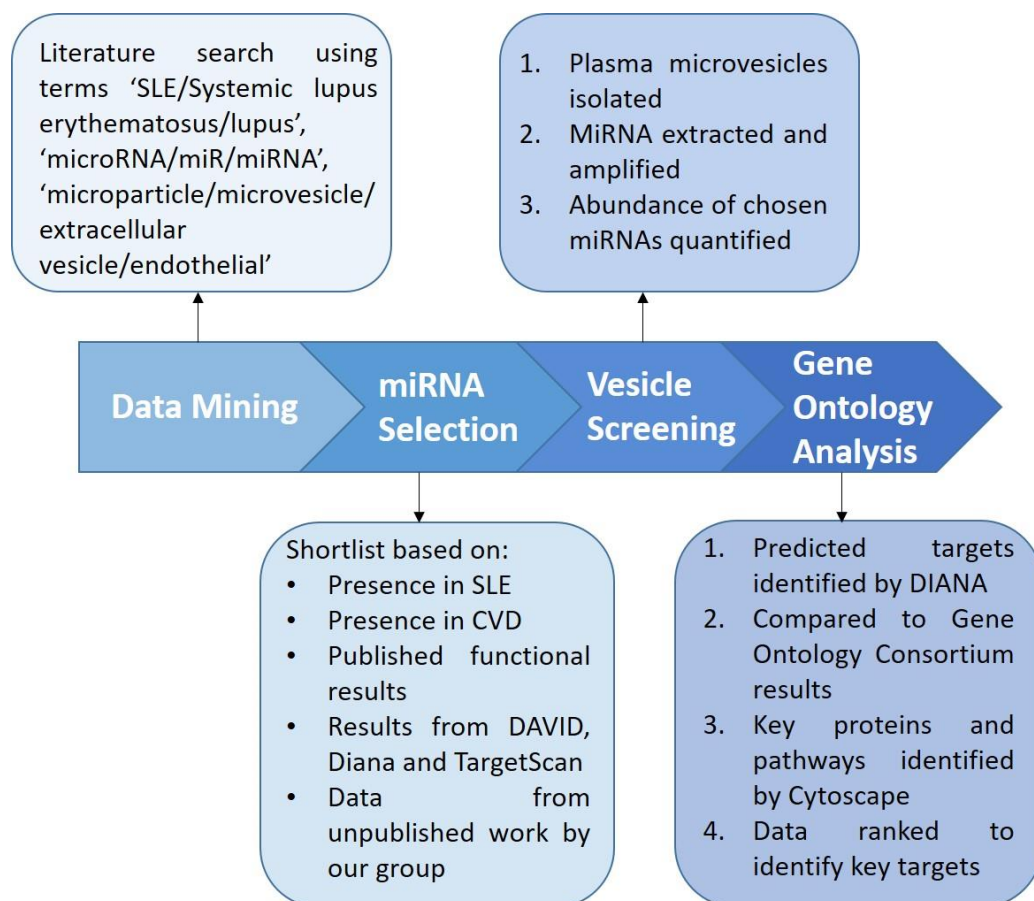 Literature search using
terms ‘SLE/Systemic lupus
erythematosus/lupus’,
‘microRNA/miR/miRNA’,
‘microparticle/microvesicle/
extracellular
vesicle/endothelial’
1. Plasma microvesicles
isolated
2. MiRNA extracted and
amplified
3. Abundance of chosen
miRNAs quantified
Data Mining
miRNA
Selection
Vesicle
Screening
Gene
Ontology
Analysis
Shortlist based on:
• Presence in SLE
• Presence in CVD
• Published functional
results
• Results from DAVID,
Diana and TargetScan
• Data from
unpublished work by
our group
1. Predicted targets
identified by DIANA
2. Compared to Gene
Ontology Consortium
results
3. Key proteins and
pathways identified
by Cytoscape
4. Data ranked to
identify key targets